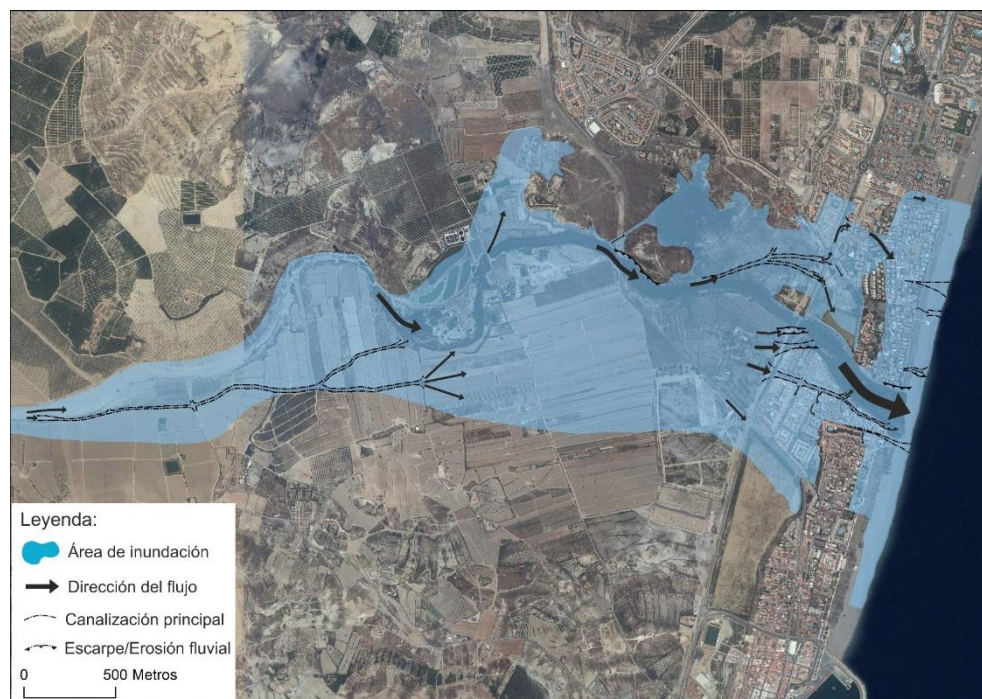 Leyenda:
Área de inundación
Dirección del flujo
Canalización principal
Escarpe/Erosión fluvial
0 500 Metros